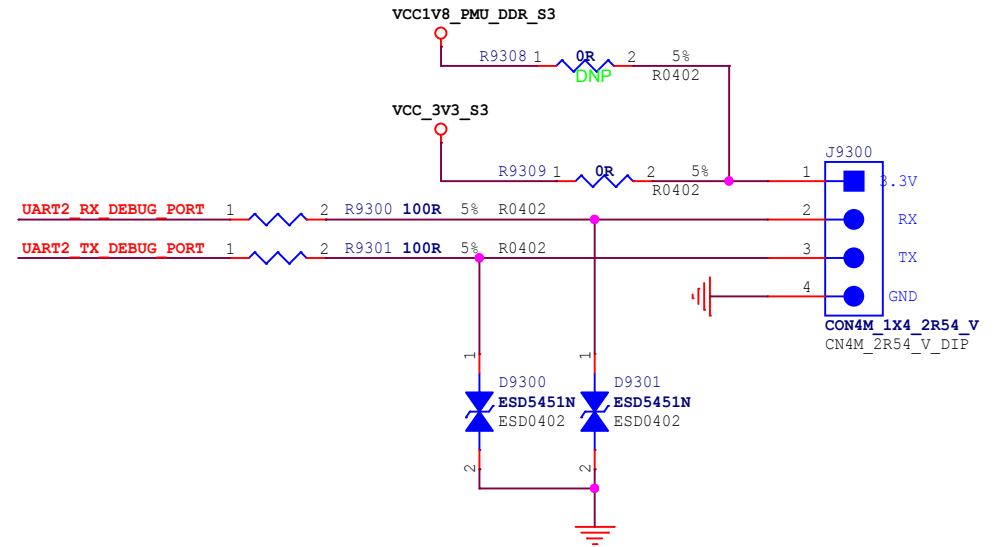 VCC1V8_PMU_DDR_S3
R9308 1 0R 2 5%
DNP R0402
VCC_3V3_S3
J9300
R9309 1 0R 2 5% 1 3.3V
R0402
UART2_RX_DEBUG_PORT 1 2 R9300 100R 5% R0402 2 RX
UART2_TX_DEBUG_PORT 1 2 R9301 100R 5% R0402 3 TX
4 GND
CON4M_1X4_2R54_V
CN4M_2R54_V_DIP
1 1
D9300 D9301
ESD5451N ESD5451N
ESD0402 ESD0402
2 2